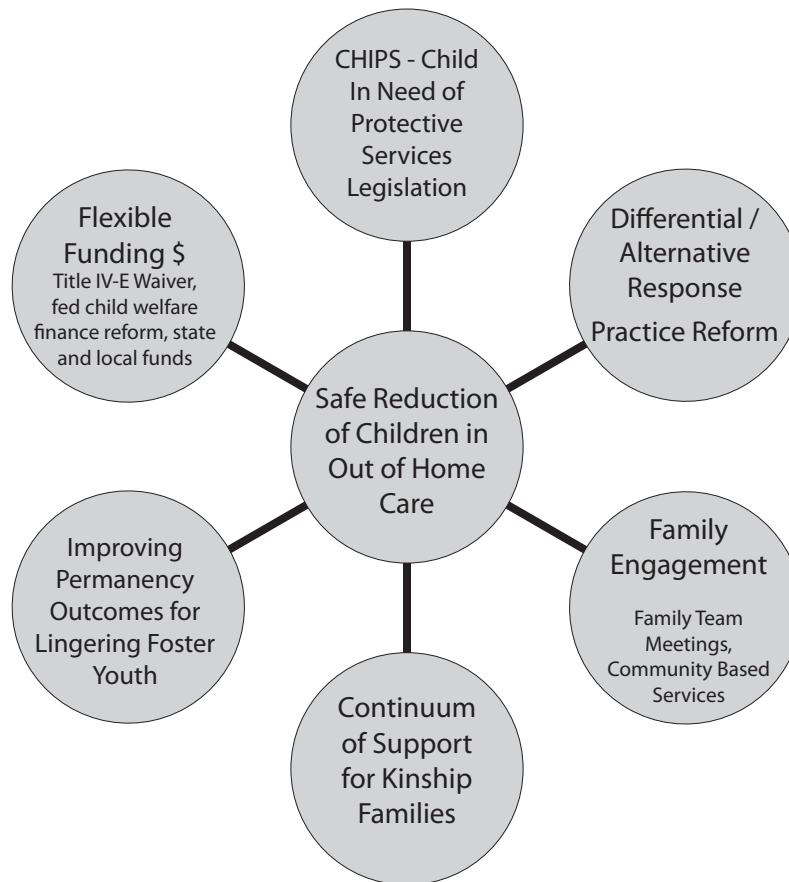 CHIPS - Child
In Need of
Protective
Services
Legislation
Flexible
Funding $
Title IV-E Waiver,
fed child welfare
finance reform, state
and local funds
Differential /
Alternative
Response
Practice Reform
Safe Reduction
of Children in
Out of Home
Care
Improving
Permanency
Outcomes for
Lingering Foster
Youth
Family
Engagement
Family Team
Meetings,
Community Based
Services
Continuum
of Support
for Kinship
Families